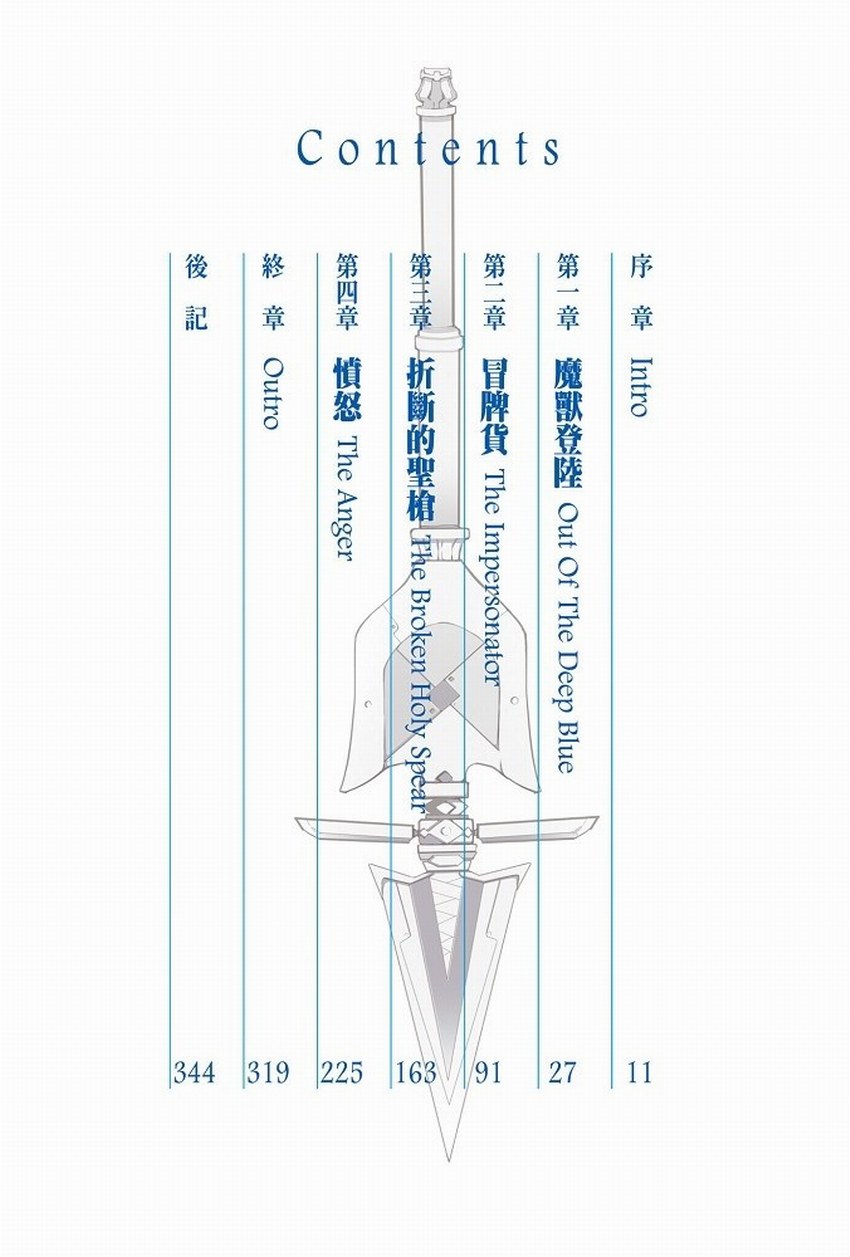 Contents
序章 Intro 11
第一章 魔獸登陸 Out Of The Deep Blue 27
第二章 冒牌貨 The Impersonator 91
第三章 折斷的聖槍 The Broken Holy Spear 163
第四章 憤怒 The Anger 225
終章 Outro 319
後記 344